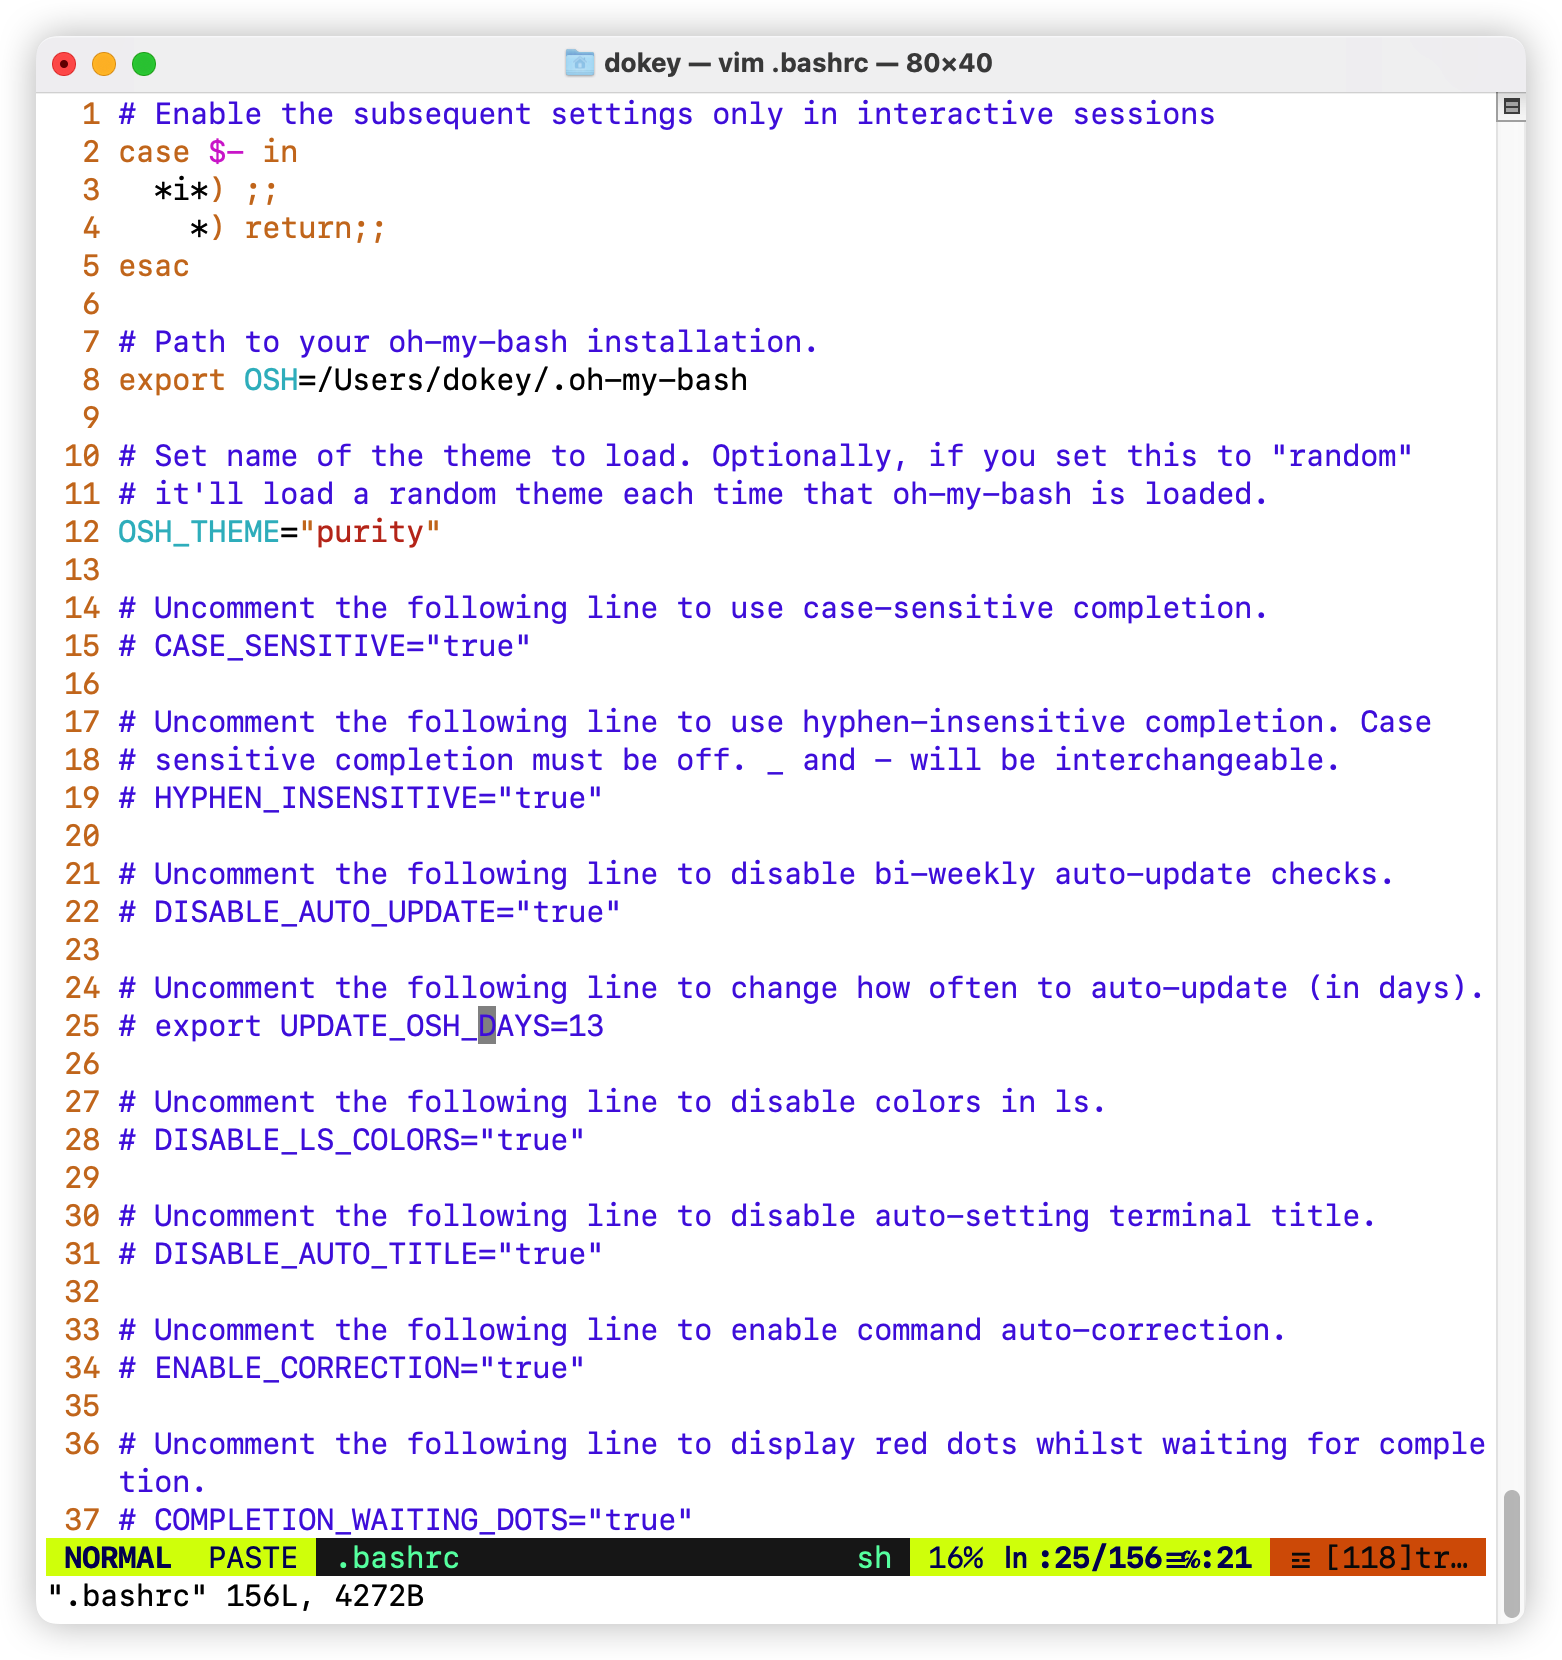 dokey — vim .bashrc — 80×40
1 # Enable the subsequent settings only in interactive sessions
2 case $- in
3   *i*) ;;
4     *) return;;
5 esac
6
7 # Path to your oh-my-bash installation.
8 export OSH=/Users/dokey/.oh-my-bash
9
10 # Set name of the theme to load. Optionally, if you set this to "random"
11 # it'll load a random theme each time that oh-my-bash is loaded.
12 OSH_THEME="purity"
13
14 # Uncomment the following line to use case-sensitive completion.
15 # CASE_SENSITIVE="true"
16
17 # Uncomment the following line to use hyphen-insensitive completion. Case
18 # sensitive completion must be off. _ and - will be interchangeable.
19 # HYPHEN_INSENSITIVE="true"
20
21 # Uncomment the following line to disable bi-weekly auto-update checks.
22 # DISABLE_AUTO_UPDATE="true"
23
24 # Uncomment the following line to change how often to auto-update (in days).
25 # export UPDATE_OSH_DAYS=13
26
27 # Uncomment the following line to disable colors in ls.
28 # DISABLE_LS_COLORS="true"
29
30 # Uncomment the following line to disable auto-setting terminal title.
31 # DISABLE_AUTO_TITLE="true"
32
33 # Uncomment the following line to enable command auto-correction.
34 # ENABLE_CORRECTION="true"
35
36 # Uncomment the following line to display red dots whilst waiting for comple
tion.
37 # COMPLETION_WAITING_DOTS="true"
NORMAL PASTE .bashrc sh 16% ln :25/156≡℅:21 ☲ [118]tr…
".bashrc" 156L, 4272B